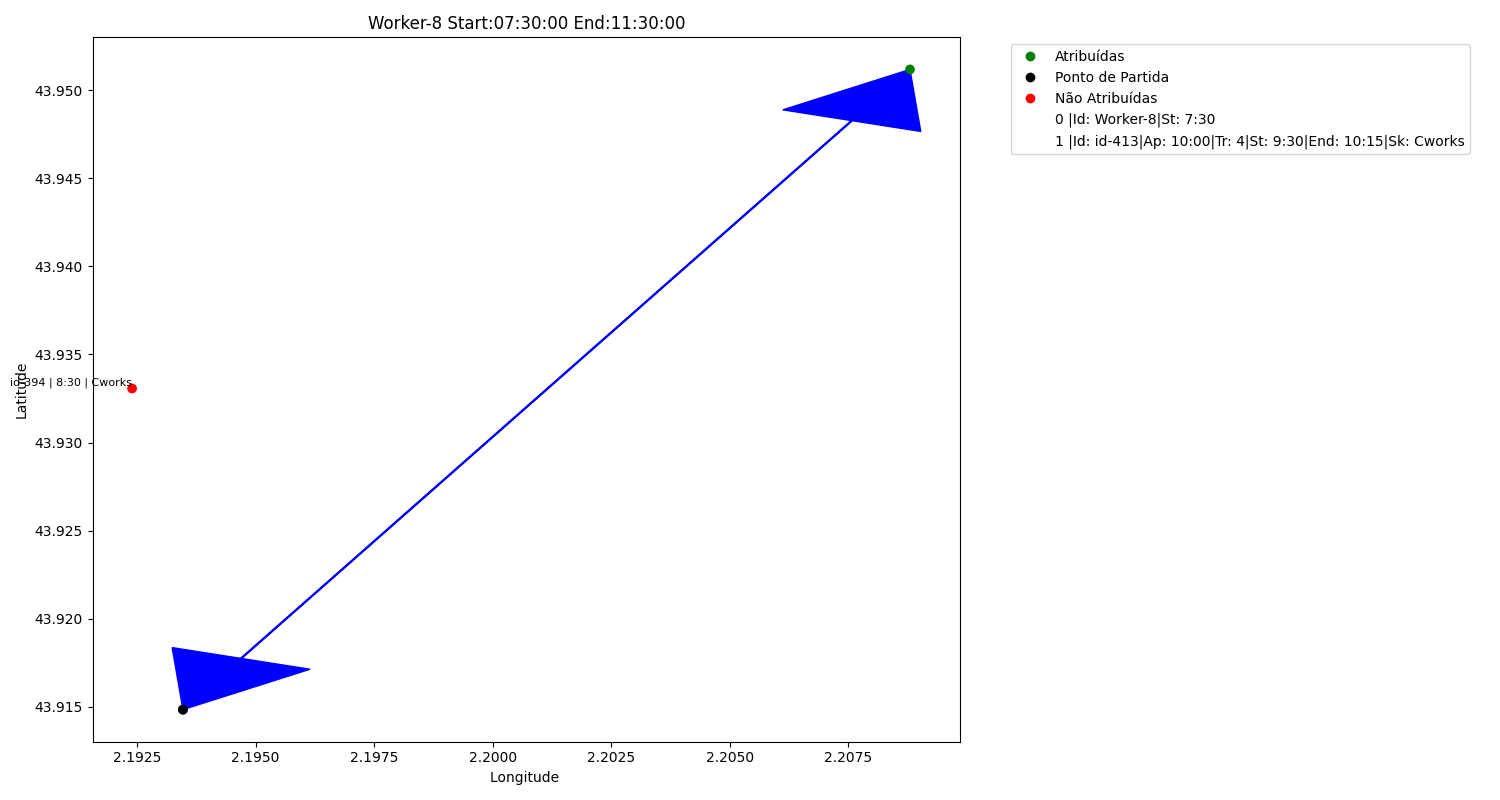 Worker-8 Start:07:30:00 End:11:30:00
Atribuídas
Ponto de Partida
Não Atribuídas
0 |Id: Worker-8|St: 7:30
1 |Id: id-413|Ap: 10:00|Tr: 4|St: 9:30|End: 10:15|Sk: Cworks
43.950
43.945
43.940
43.935
id-394 | 8:30 | Cworks
Latitude
43.930
43.925
43.920
43.915
2.1925 2.1950 2.1975 2.2000 2.2025 2.2050 2.2075
Longitude